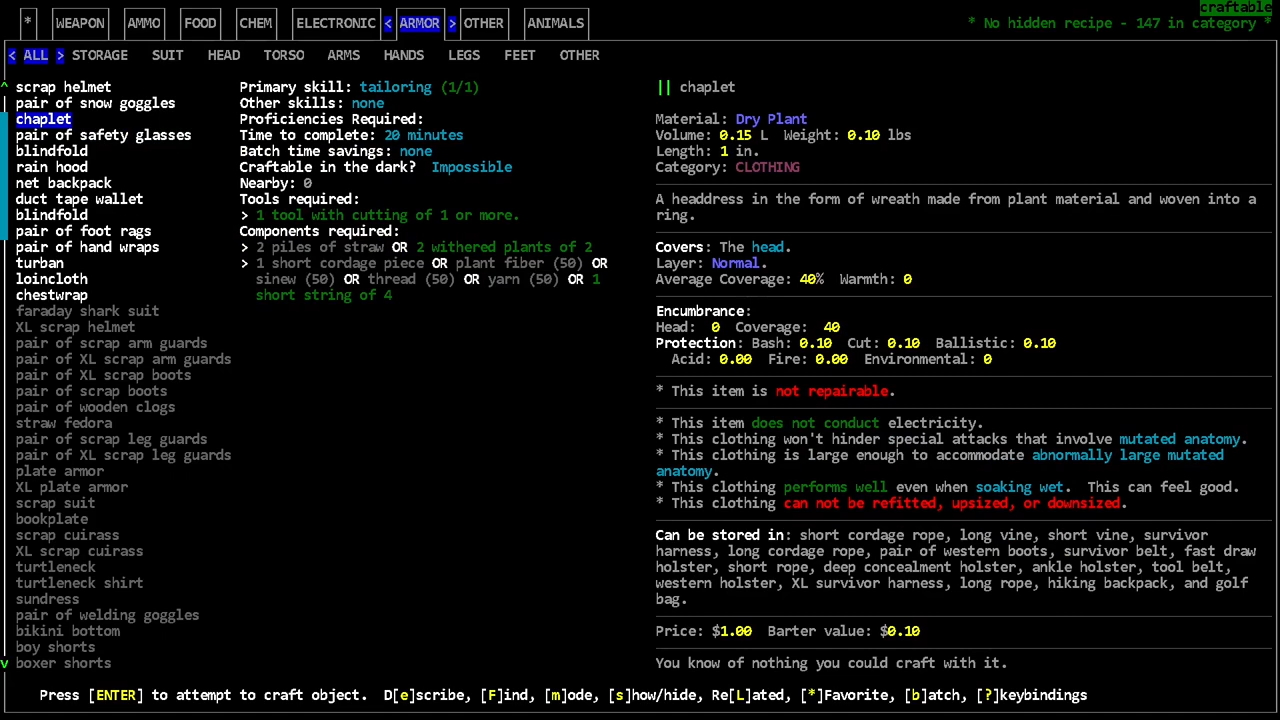 craftable
* WEAPON AMMO FOOD CHEM ELECTRONIC < ARMOR > OTHER ANIMALS * No hidden recipe - 147 in category *
< ALL > STORAGE SUIT HEAD TORSO ARMS HANDS LEGS FEET OTHER
^ scrap helmet
pair of snow goggles
chaplet
pair of safety glasses
blindfold
rain hood
net backpack
duct tape wallet
blindfold
pair of foot rags
pair of hand wraps
turban
loincloth
chestwrap
faraday shark suit
XL scrap helmet
pair of scrap arm guards
pair of XL scrap arm guards
pair of XL scrap boots
pair of scrap boots
pair of wooden clogs
straw fedora
pair of scrap leg guards
pair of XL scrap leg guards
plate armor
XL plate armor
scrap suit
bookplate
scrap cuirass
XL scrap cuirass
turtleneck
turtleneck shirt
sundress
pair of welding goggles
bikini bottom
boy shorts
v boxer shorts
Primary skill: tailoring (1/1)
Other skills: none
Proficiencies Required:
Time to complete: 20 minutes
Batch time savings: none
Craftable in the dark? Impossible
Nearby: 0
Tools required:
> 1 tool with cutting of 1 or more.
Components required:
> 2 piles of straw OR 2 withered plants of 2
> 1 short cordage piece OR plant fiber (50) OR
sinew (50) OR thread (50) OR yarn (50) OR 1
short string of 4
|| chaplet
Material: Dry Plant
Volume: 0.15 L Weight: 0.10 lbs
Length: 1 in.
Category: CLOTHING
A headdress in the form of wreath made from plant material and woven into a
ring.
Covers: The head.
Layer: Normal.
Average Coverage: 40% Warmth: 0
Encumbrance:
Head: 0 Coverage: 40
Protection: Bash: 0.10 Cut: 0.10 Ballistic: 0.10
Acid: 0.00 Fire: 0.00 Environmental: 0
* This item is not repairable.
* This item does not conduct electricity.
* This clothing won't hinder special attacks that involve mutated anatomy.
* This clothing is large enough to accommodate abnormally large mutated
anatomy.
* This clothing performs well even when soaking wet. This can feel good.
* This clothing can not be refitted, upsized, or downsized.
Can be stored in: short cordage rope, long vine, short vine, survivor
harness, long cordage rope, pair of western boots, survivor belt, fast draw
holster, short rope, deep concealment holster, ankle holster, tool belt,
western holster, XL survivor harness, long rope, hiking backpack, and golf
bag.
Price: $1.00 Barter value: $0.10
You know of nothing you could craft with it.
Press [ENTER] to attempt to craft object. D[e]scribe, [F]ind, [m]ode, [s]how/hide, Re[L]ated, [*]Favorite, [b]atch, [?]keybindings